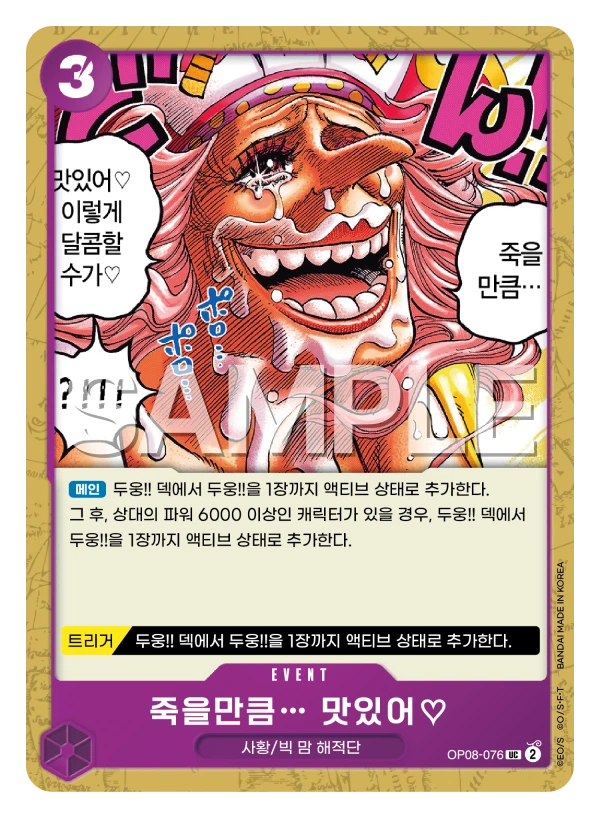 3
맛있어♡
이렇게
달콤할
수가♡
죽을
만큼…
?!!!
SAMPLE
메인 두웅!! 덱에서 두웅!!을 1장까지 액티브 상태로 추가한다.
그 후, 상대의 파워 6000 이상인 캐릭터가 있을 경우, 두웅!! 덱에서
두웅!!을 1장까지 액티브 상태로 추가한다.
트리거 두웅!! 덱에서 두웅!!을 1장까지 액티브 상태로 추가한다.
EVENT
죽을만큼… 맛있어♡
사황/빅 맘 해적단
OP08-076 UC 2
©EO/S ©O/S·F·T BANDAI MADE IN KOREA